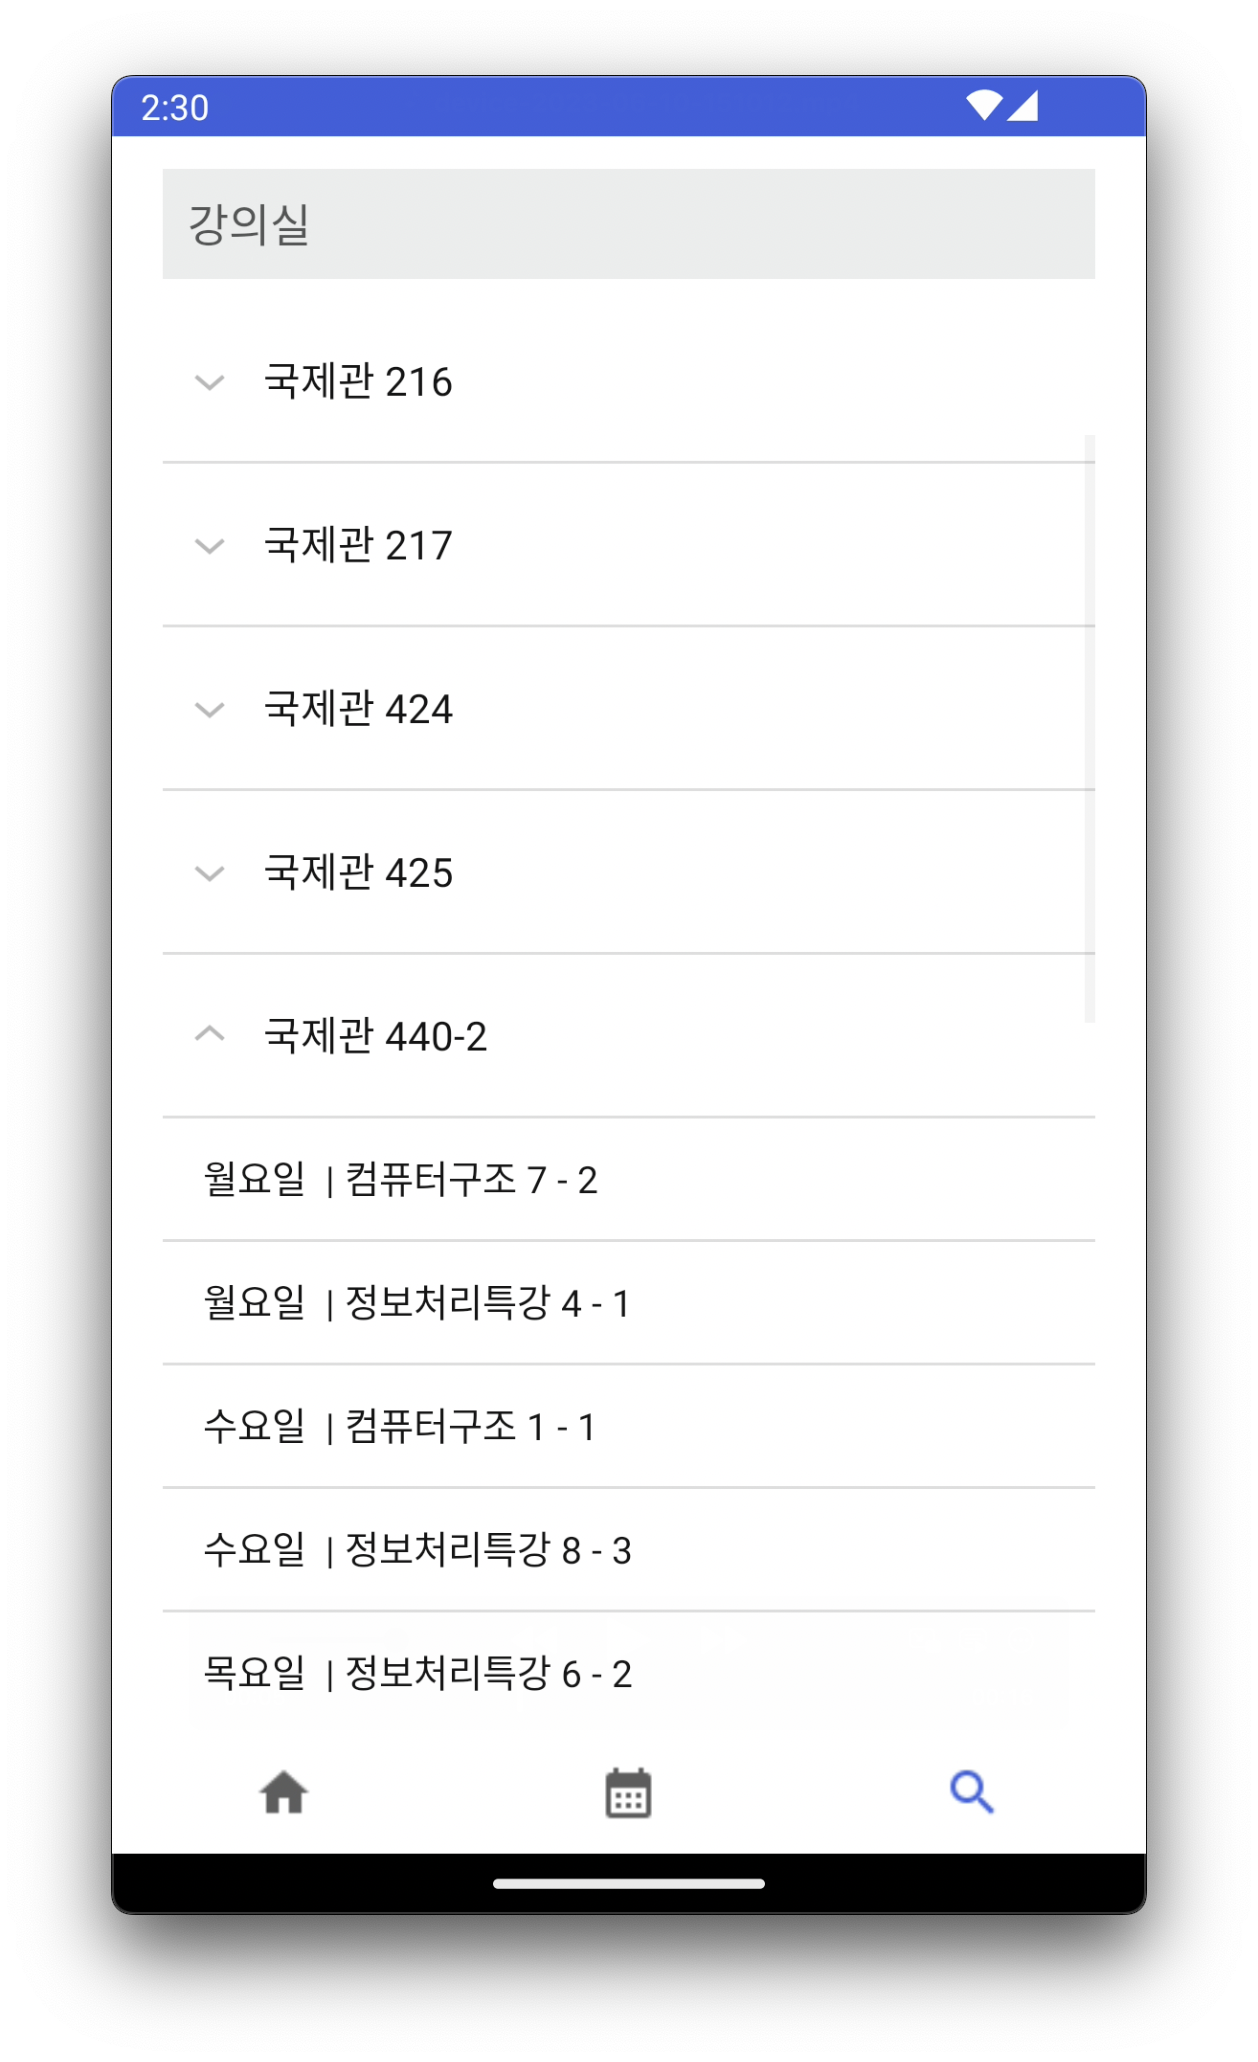 2:30
강의실
국제관 216
국제관 217
국제관 424
국제관 425
국제관 440-2
월요일 | 컴퓨터구조 7 - 2
월요일 | 정보처리특강 4 - 1
수요일 | 컴퓨터구조 1 - 1
수요일 | 정보처리특강 8 - 3
목요일 | 정보처리특강 6 - 2